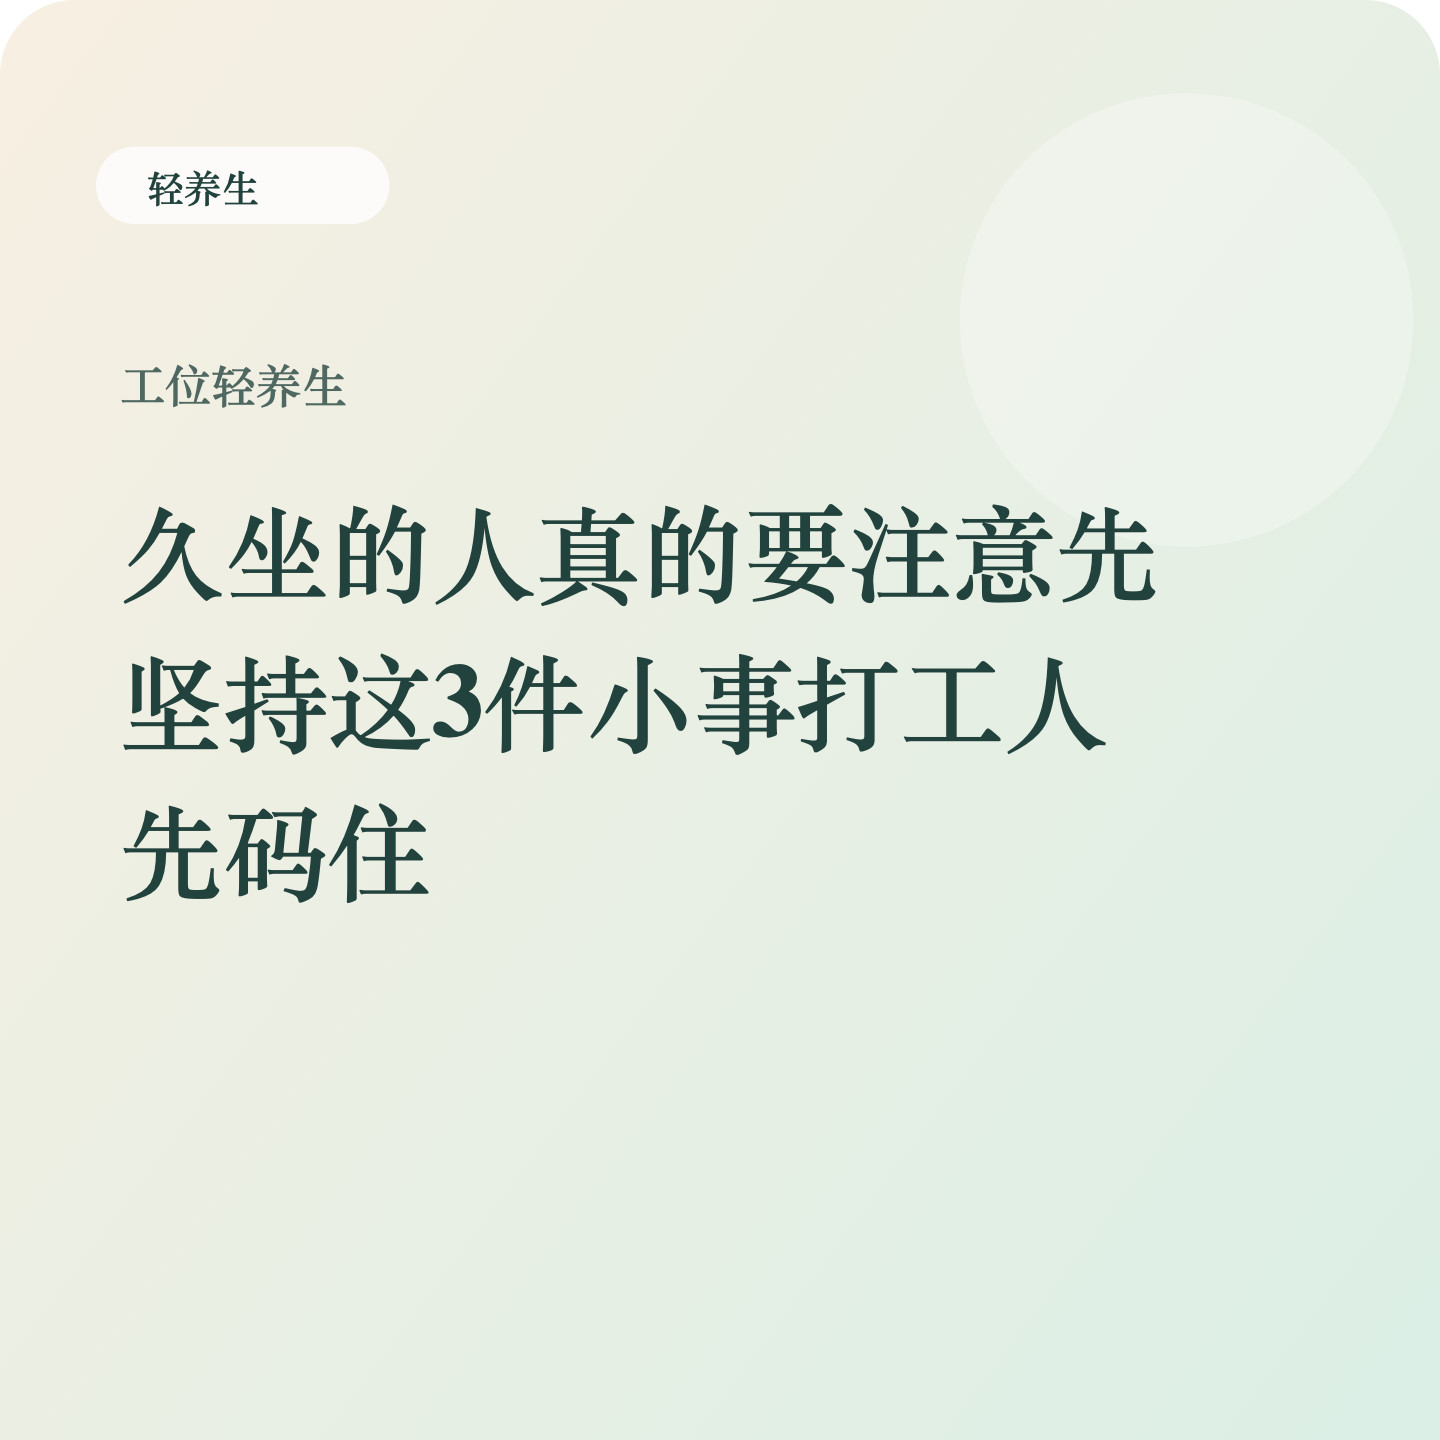 轻养生
工位轻养生
久坐的人真的要注意先
坚持这3件小事打工人
先码住